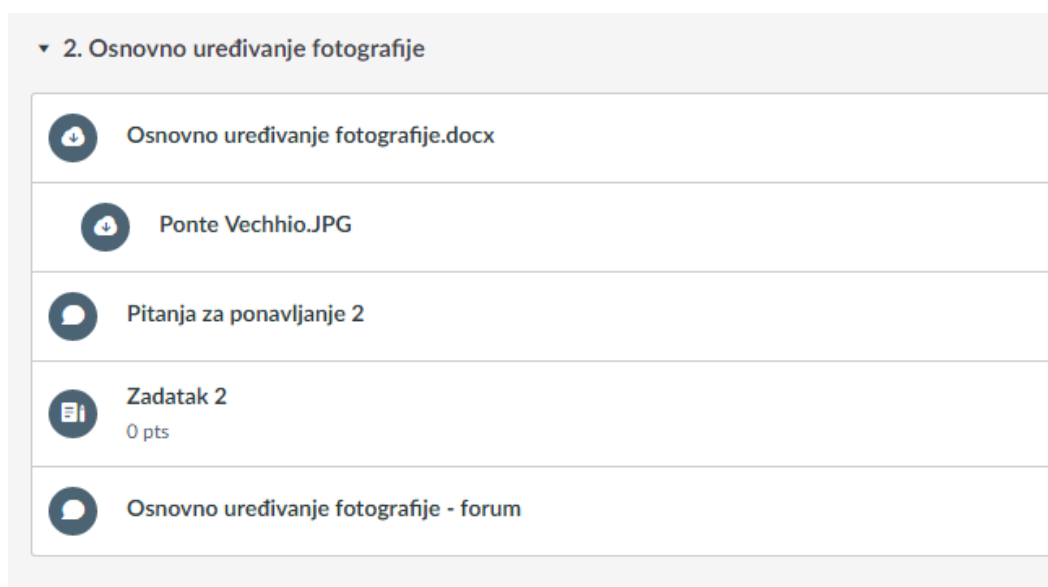 2. Osnovno uređivanje fotografije
Osnovno uređivanje fotografije.docx
Ponte Vechhio.JPG
Pitanja za ponavljanje 2
Zadatak 2
0 pts
Osnovno uređivanje fotografije - forum